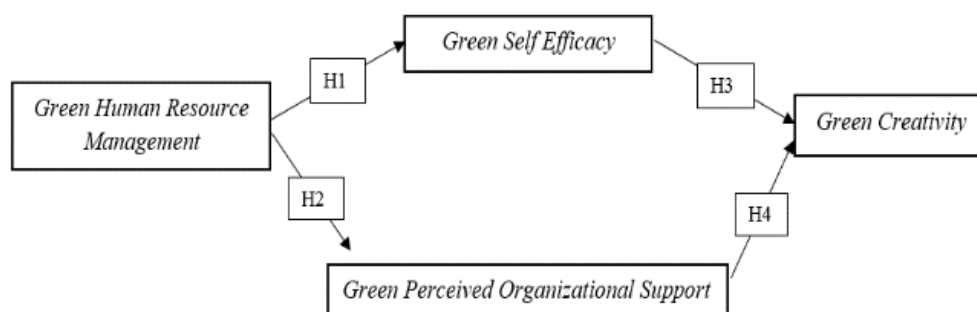 Green Self Efficacy
H1
H3
Green Human Resource
Management
Green Creativity
H2
H4
Green Perceived Organizational Support